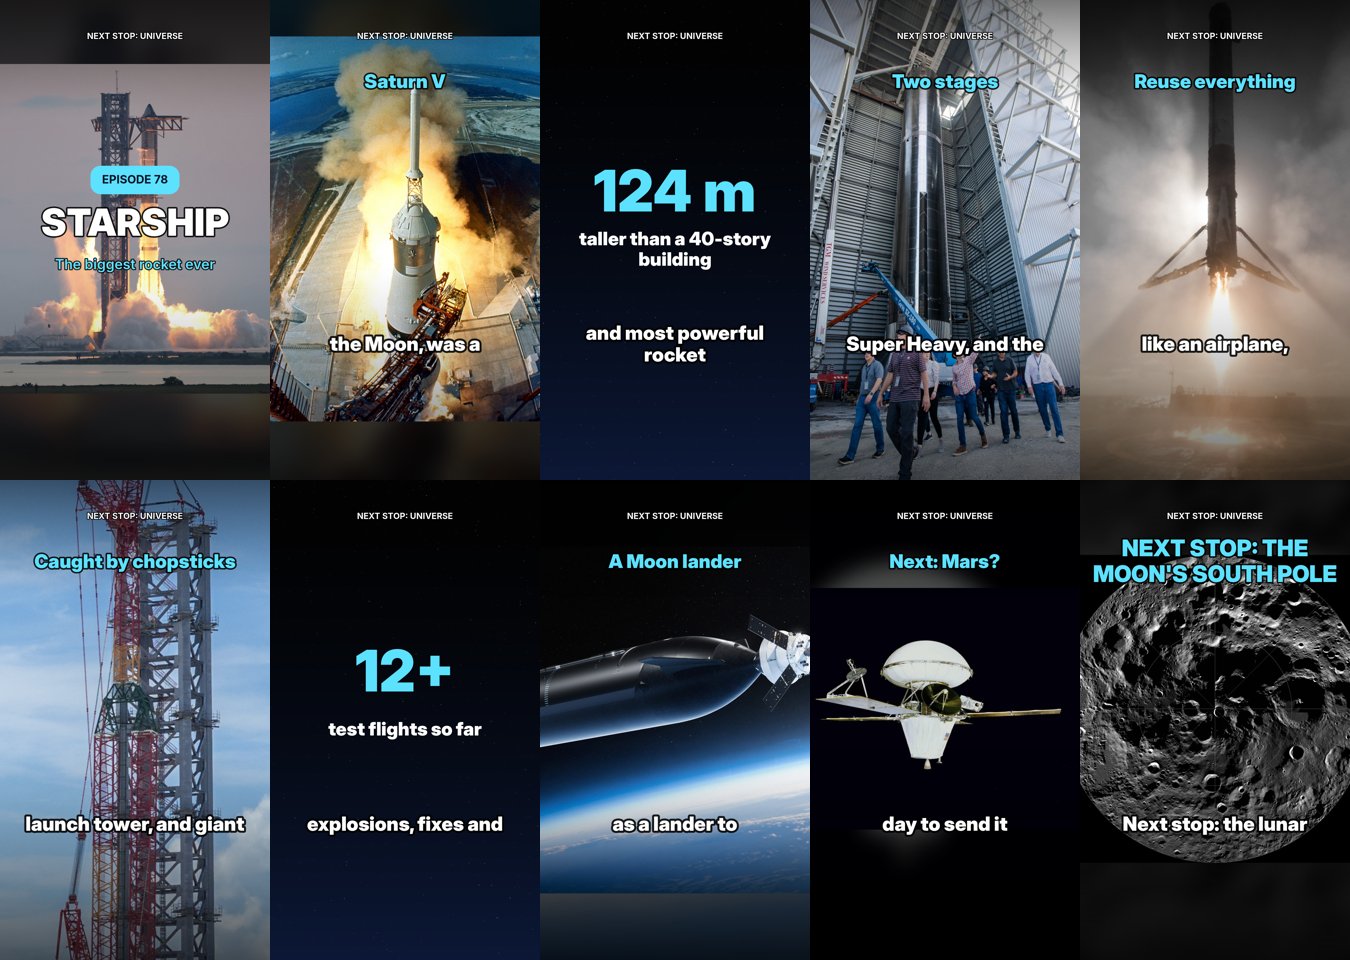 NEXT STOP: UNIVERSE
EPISODE 78
STARSHIP
The biggest rocket ever
NEXT STOP: UNIVERSE
Saturn V
the Moon, was a
NEXT STOP: UNIVERSE
124 m
taller than a 40-story
building
and most powerful
rocket
NEXT STOP: UNIVERSE
Two stages
Super Heavy, and the
NEXT STOP: UNIVERSE
Reuse everything
like an airplane,
NEXT STOP: UNIVERSE
Caught by chopsticks
launch tower, and giant
NEXT STOP: UNIVERSE
12+
test flights so far
explosions, fixes and
NEXT STOP: UNIVERSE
A Moon lander
as a lander to
NEXT STOP: UNIVERSE
Next: Mars?
day to send it
NEXT STOP: UNIVERSE
NEXT STOP: THE
MOON'S SOUTH POLE
Next stop: the lunar